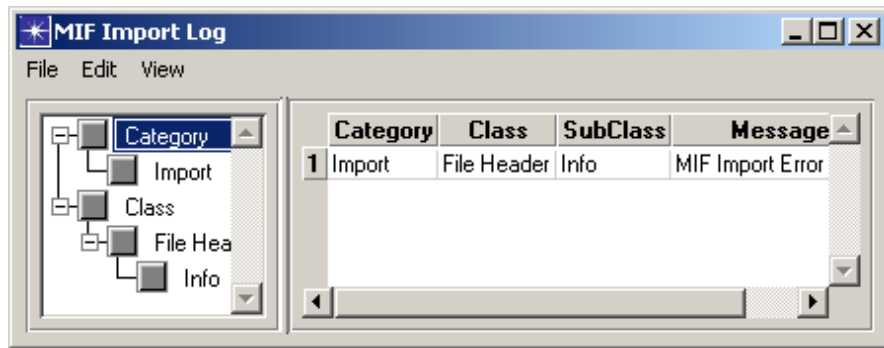 MIF Import Log
File Edit View
Category
Import
Class
File Hea
Info
Category Class SubClass Message
1 Import File Header Info MIF Import Error